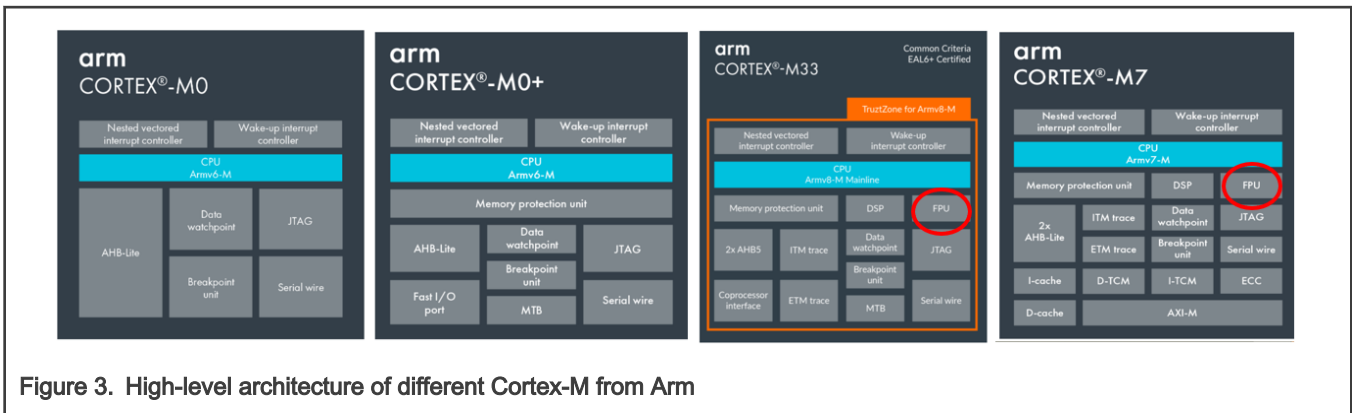 arm
CORTEX®-M0
Nested vectored
interrupt controller
Wake-up interrupt
controller
CPU
Armv6-M
AHB-Lite
Data
watchpoint
JTAG
Breakpoint
unit
Serial wire
arm
CORTEX®-M0+
Nested vectored
interrupt controller
Wake-up interrupt
controller
CPU
Armv6-M
Memory protection unit
AHB-Lite
Data
watchpoint
JTAG
Breakpoint
unit
Fast I/O
port
MTB
Serial wire
arm
CORTEX®-M33
Common Criteria
EAL6+ Certified
TruztZone for Armv8-M
Nested vectored
interrupt controller
Wake-up
interrupt controller
CPU
Armv8-M Mainline
Memory protection unit
DSP
FPU
2x AHB5
ITM trace
Data
watchpoint
JTAG
Breakpoint
unit
Coprocessor
interface
ETM trace
MTB
Serial wire
arm
CORTEX®-M7
Nested vectored
interrupt controller
Wake-up interrupt
controller
CPU
Armv7-M
Memory protection unit
DSP
FPU
2x
AHB-Lite
ITM trace
Data
watchpoint
JTAG
ETM trace
Breakpoint
unit
Serial wire
I-cache
D-TCM
I-TCM
ECC
D-cache
AXI-M
Figure 3. High-level architecture of different Cortex-M from Arm